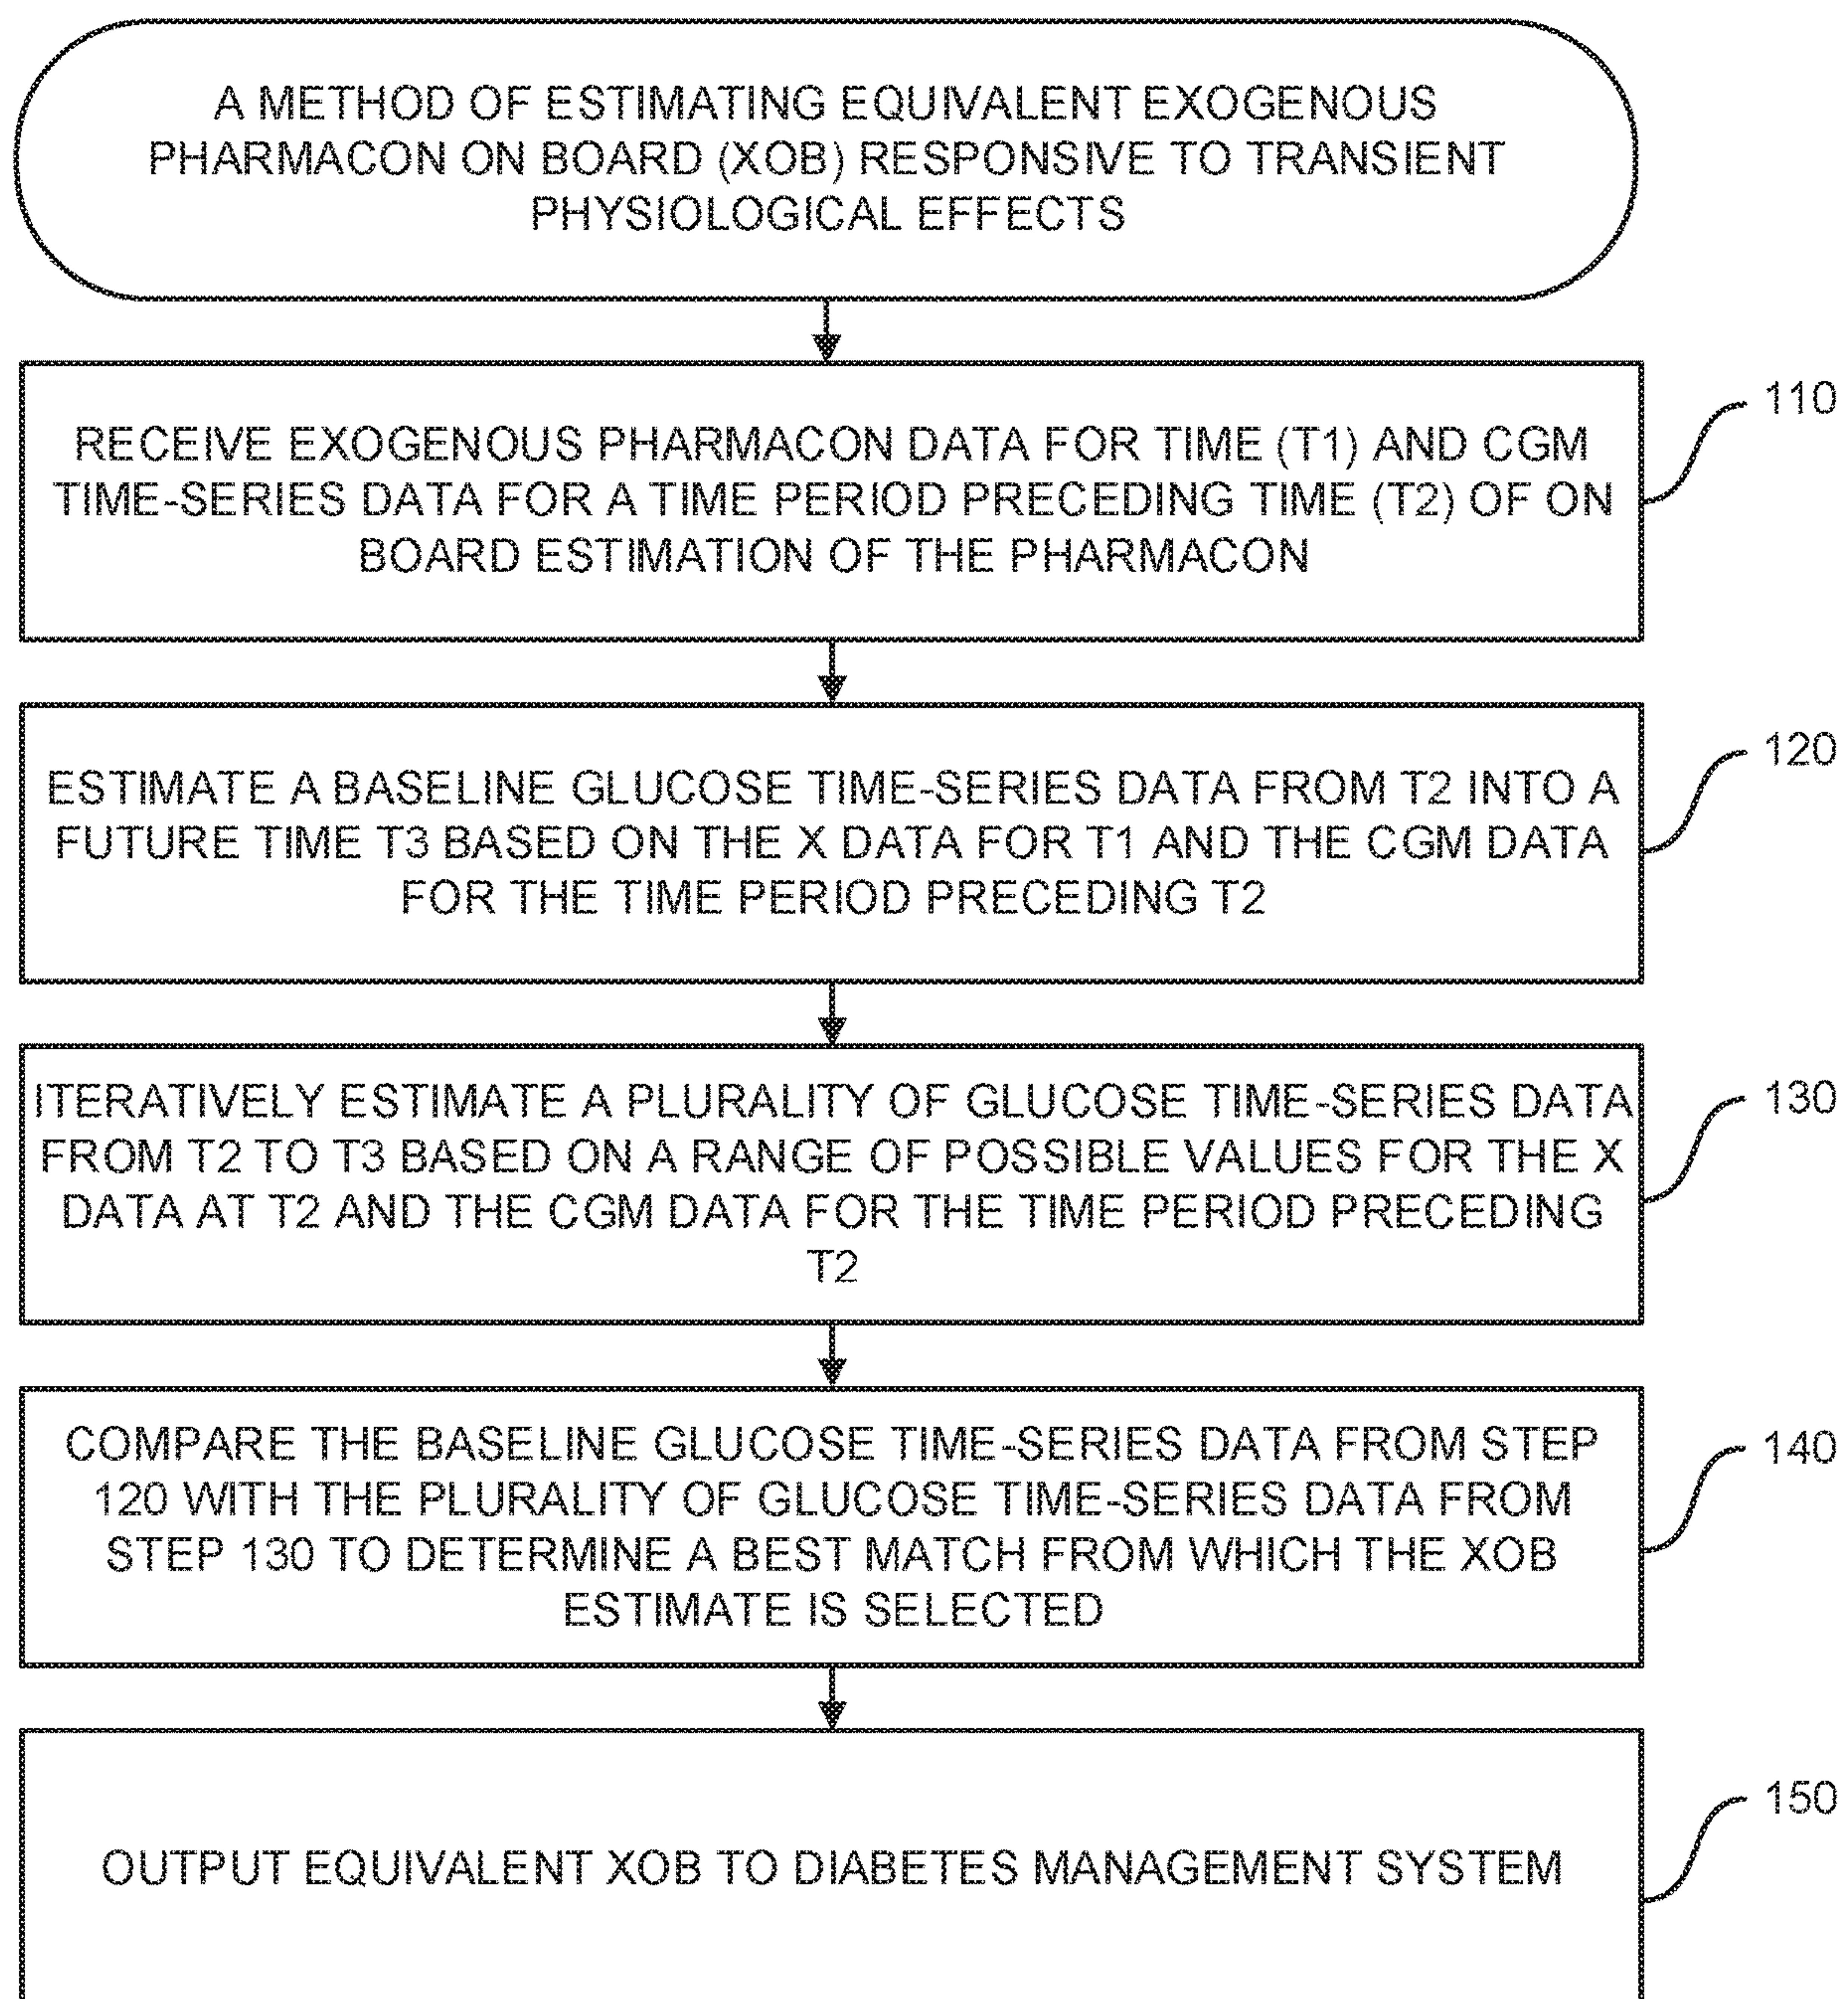 A METHOD OF ESTIMATING EQUIVALENT EXOGENOUS
PHARMACON ON BOARD (XOB) RESPONSIVE TO TRANSIENT
PHYSIOLOGICAL EFFECTS
110
RECEIVE EXOGENOUS PHARMACON DATA FOR TIME (T1) AND CGM
TIME-SERIES DATA FOR A TIME PERIOD PRECEDING TIME (T2) OF ON
BOARD ESTIMATION OF THE PHARMACON
120
ESTIMATE A BASELINE GLUCOSE TIME-SERIES DATA FROM T2 INTO A
FUTURE TIME T3 BASED ON THE X DATA FOR T1 AND THE CGM DATA
FOR THE TIME PERIOD PRECEDING T2
130
ITERATIVELY ESTIMATE A PLURALITY OF GLUCOSE TIME-SERIES DATA
FROM T2 TO T3 BASED ON A RANGE OF POSSIBLE VALUES FOR THE X
DATA AT T2 AND THE CGM DATA FOR THE TIME PERIOD PRECEDING
T2
140
COMPARE THE BASELINE GLUCOSE TIME-SERIES DATA FROM STEP
120 WITH THE PLURALITY OF GLUCOSE TIME-SERIES DATA FROM
STEP 130 TO DETERMINE A BEST MATCH FROM WHICH THE XOB
ESTIMATE IS SELECTED
150
OUTPUT EQUIVALENT XOB TO DIABETES MANAGEMENT SYSTEM